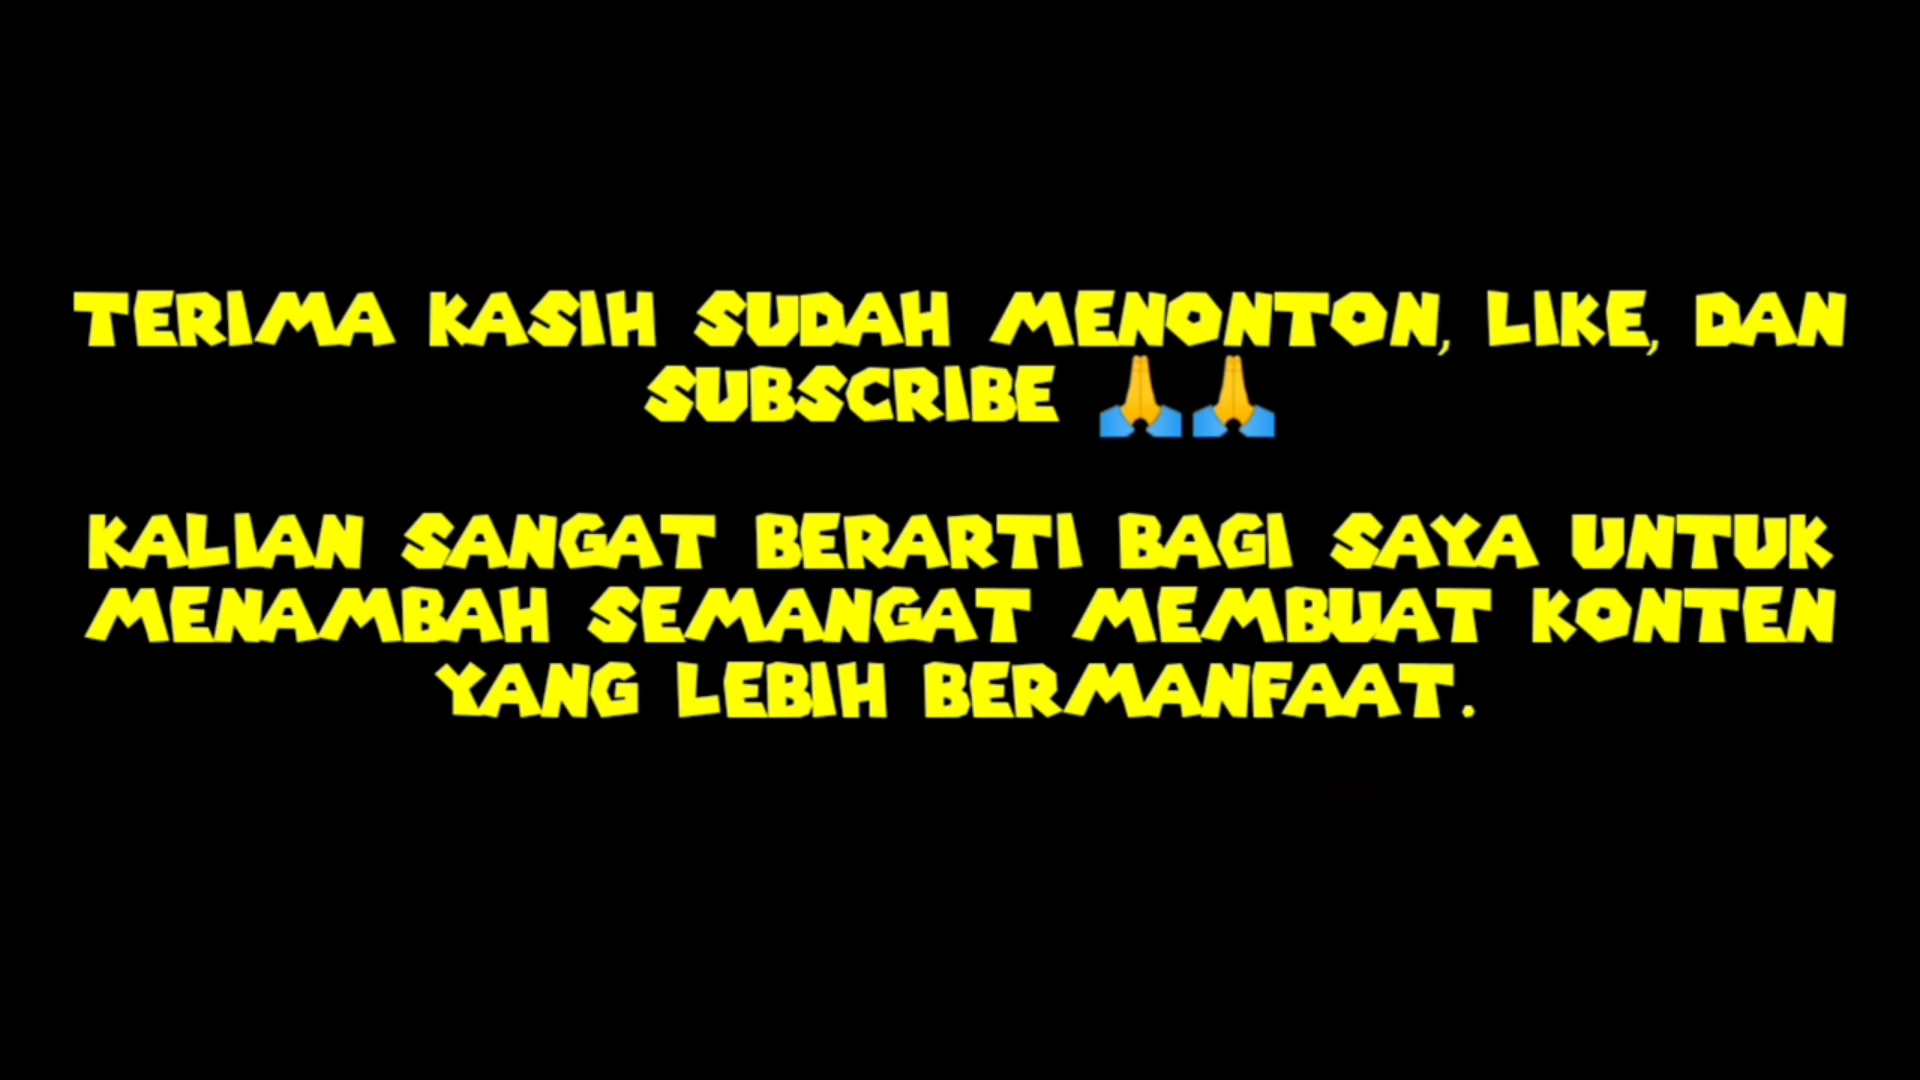 TERIMA KASIH SUDAH MENONTON, LIKE, DAN
SUBSCRIBE 🙏🙏
KALIAN SANGAT BERARTI BAGI SAYA UNTUK
MENAMBAH SEMANGAT MEMBUAT KONTEN
YANG LEBIH BERMANFAAT.